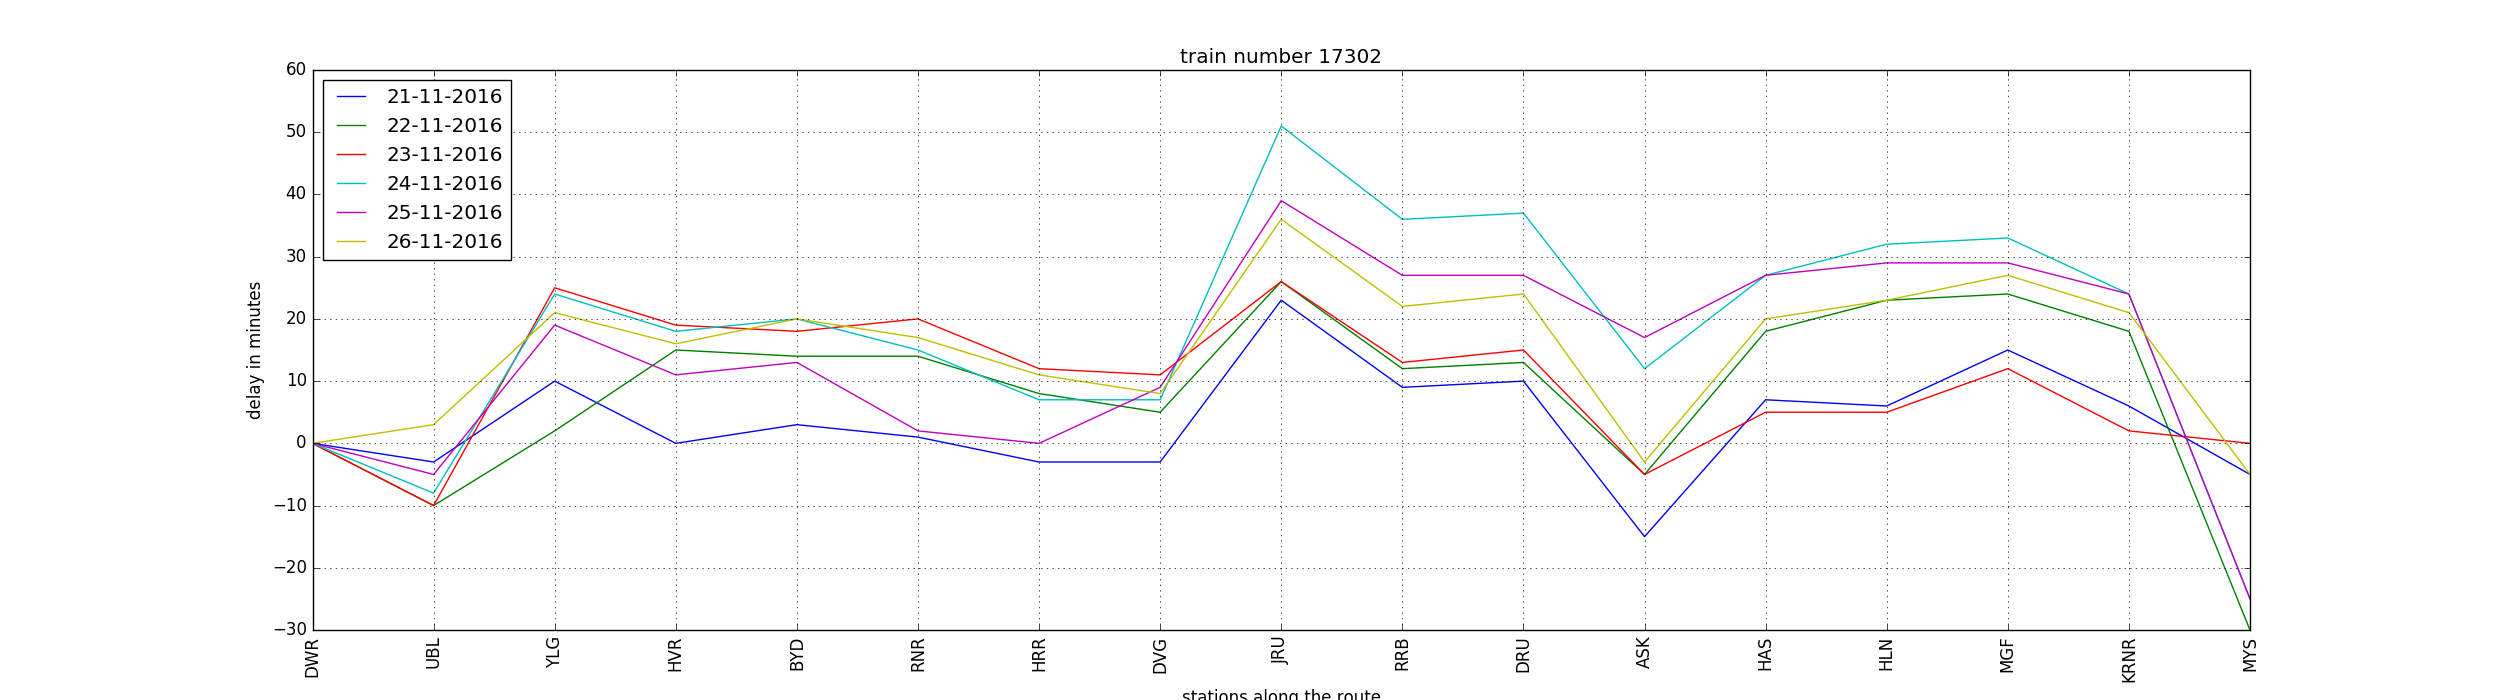 train number 17302
60
50
40
30
20
10
0
−10
−20
−30
delay in minutes
21-11-2016
22-11-2016
23-11-2016
24-11-2016
25-11-2016
26-11-2016
DWR
UBL
YLG
HVR
BYD
RNR
HRR
DVG
JRU
RRB
DRU
ASK
HAS
HLN
MGF
KRNR
MYS
stations along the route